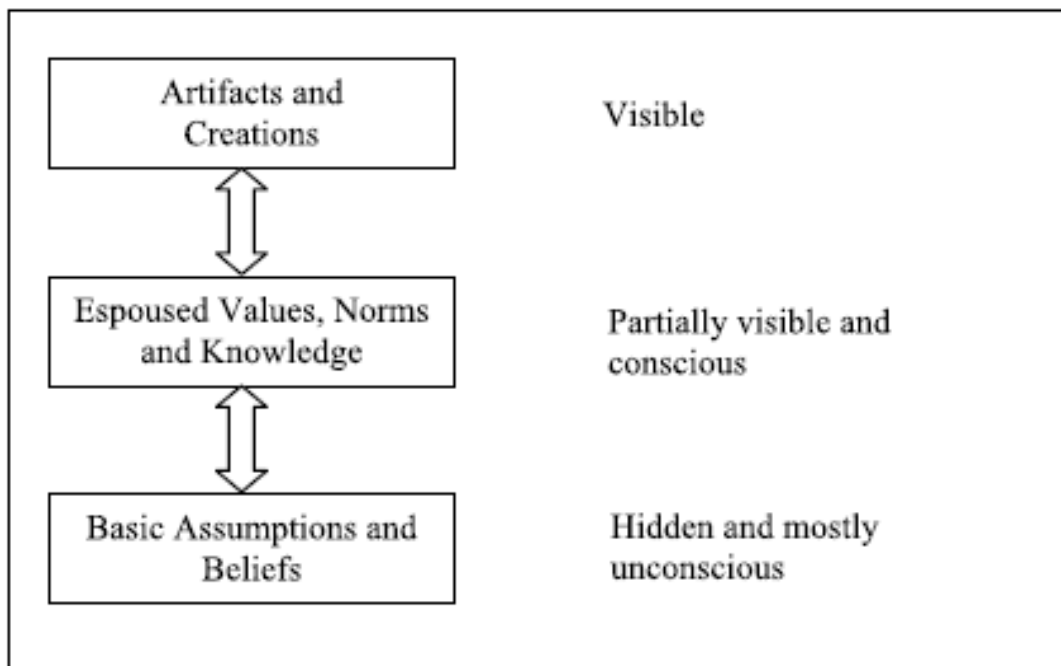 Artifacts and
Creations
Visible
Espoused Values, Norms
and Knowledge
Partially visible and
conscious
Basic Assumptions and
Beliefs
Hidden and mostly
unconscious